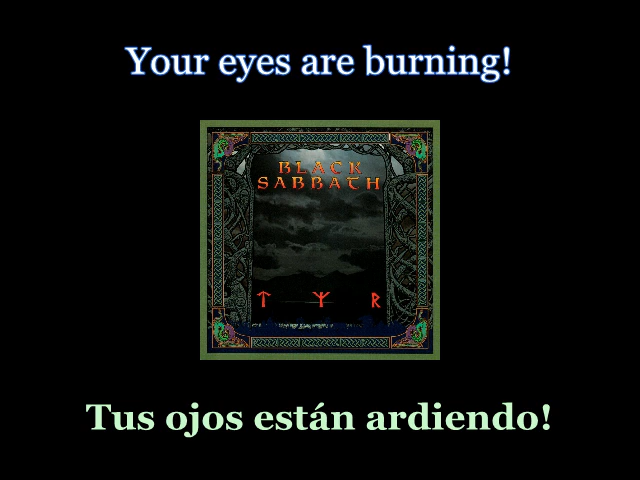 Your eyes are burning!
BLACK
SABBATH
ᛏ ᛉ ᚱ
Tus ojos están ardiendo!